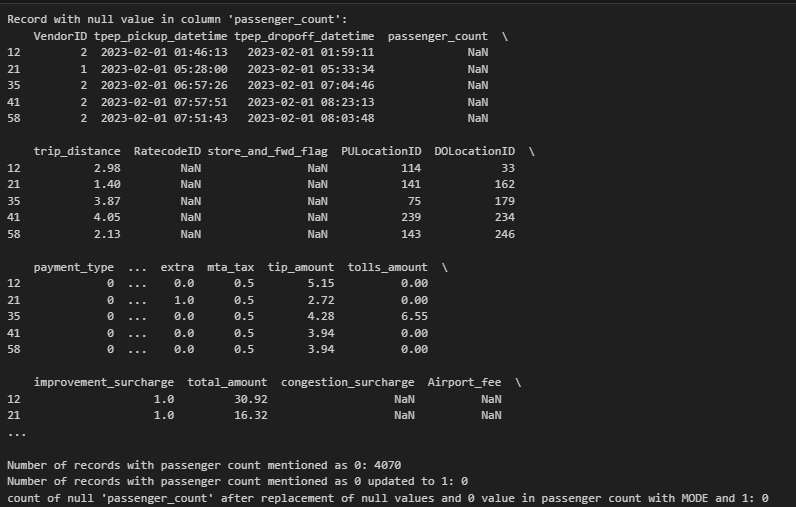 Record with null value in column 'passenger_count':
VendorID tpep_pickup_datetime tpep_dropoff_datetime passenger_count \
12 2 2023-02-01 01:46:13 2023-02-01 01:59:11 NaN
21 1 2023-02-01 05:28:00 2023-02-01 05:33:34 NaN
35 2 2023-02-01 06:57:26 2023-02-01 07:04:46 NaN
41 2 2023-02-01 07:57:51 2023-02-01 08:23:13 NaN
58 2 2023-02-01 07:51:43 2023-02-01 08:03:48 NaN
trip_distance RatecodeID store_and_fwd_flag PULocationID DOLocationID \
12 2.98 NaN NaN 114 33
21 1.40 NaN NaN 141 162
35 3.87 NaN NaN 75 179
41 4.05 NaN NaN 239 234
58 2.13 NaN NaN 143 246
payment_type ... extra mta_tax tip_amount tolls_amount \
12 0 ... 0.0 0.5 5.15 0.00
21 0 ... 1.0 0.5 2.72 0.00
35 0 ... 0.0 0.5 4.28 6.55
41 0 ... 0.0 0.5 3.94 0.00
58 0 ... 0.0 0.5 3.94 0.00
improvement_surcharge total_amount congestion_surcharge Airport_fee \
12 1.0 30.92 NaN NaN
21 1.0 16.32 NaN NaN
...
Number of records with passenger count mentioned as 0: 4070
Number of records with passenger count mentioned as 0 updated to 1: 0
count of null 'passenger_count' after replacement of null values and 0 value in passenger count with MODE and 1: 0